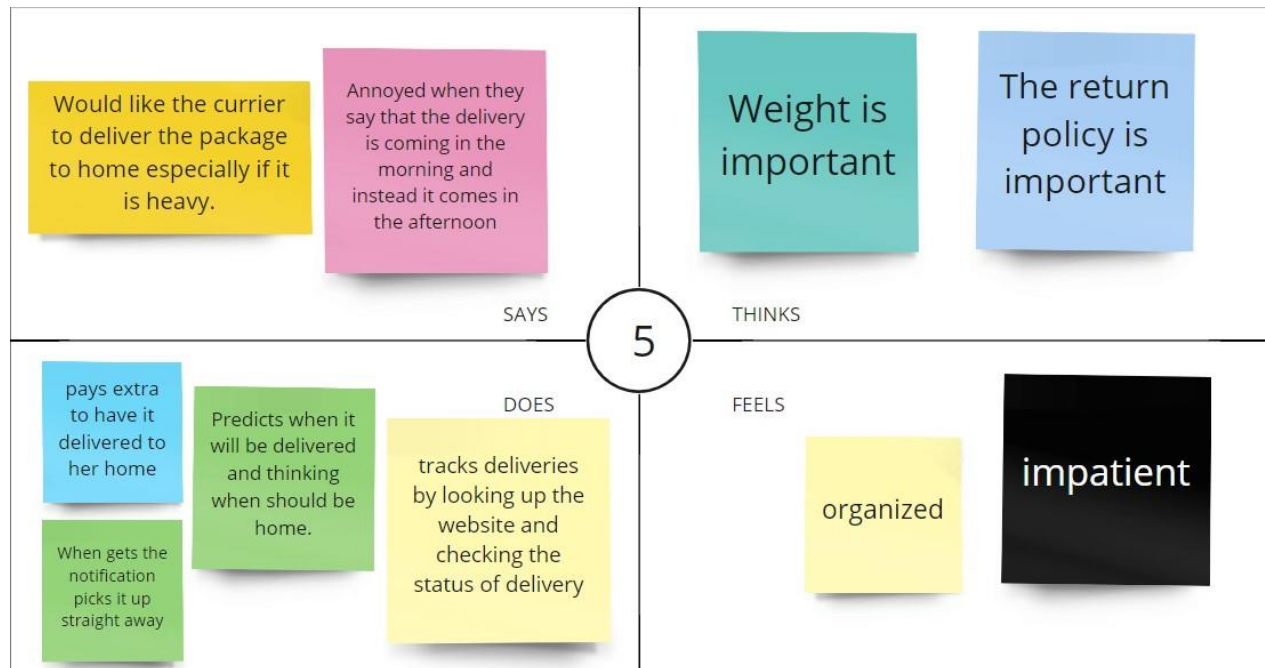 Would like the currier
to deliver the package
to home especially if it
is heavy.
Annoyed when they
say that the delivery
is coming in the
morning and
instead it comes in
the afternoon
SAYS
Weight is
important
The return
policy is
important
THINKS
5
pays extra
to have it
delivered to
her home
When gets the
notification
picks it up
straight away
Predicts when it
will be delivered
and thinking
when should be
home.
tracks deliveries
by looking up the
website and
checking the
status of delivery
DOES
FEELS
organized
impatient